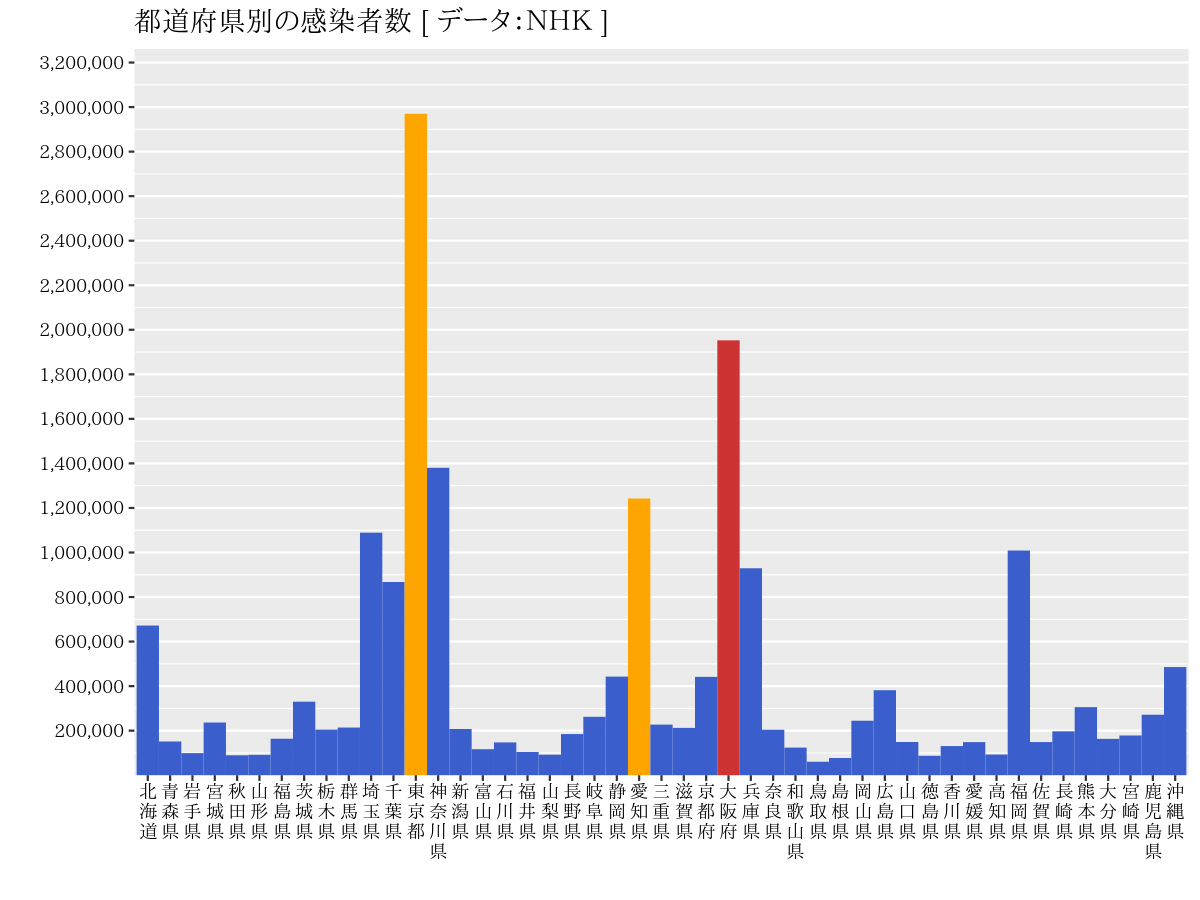 都道府県別の感染者数 [ データ:NHK ]
3,200,000
3,000,000
2,800,000
2,600,000
2,400,000
2,200,000
2,000,000
1,800,000
1,600,000
1,400,000
1,200,000
1,000,000
800,000
600,000
400,000
200,000
北海道
青森県
岩手県
宮城県
秋田県
山形県
福島県
茨城県
栃木県
群馬県
埼玉県
千葉県
東京都
神奈川県
新潟県
富山県
石川県
福井県
山梨県
長野県
岐阜県
静岡県
愛知県
三重県
滋賀県
京都府
大阪府
兵庫県
奈良県
和歌山県
鳥取県
島根県
岡山県
広島県
山口県
徳島県
香川県
愛媛県
高知県
福岡県
佐賀県
長崎県
熊本県
大分県
宮崎県
鹿児島県
沖縄県